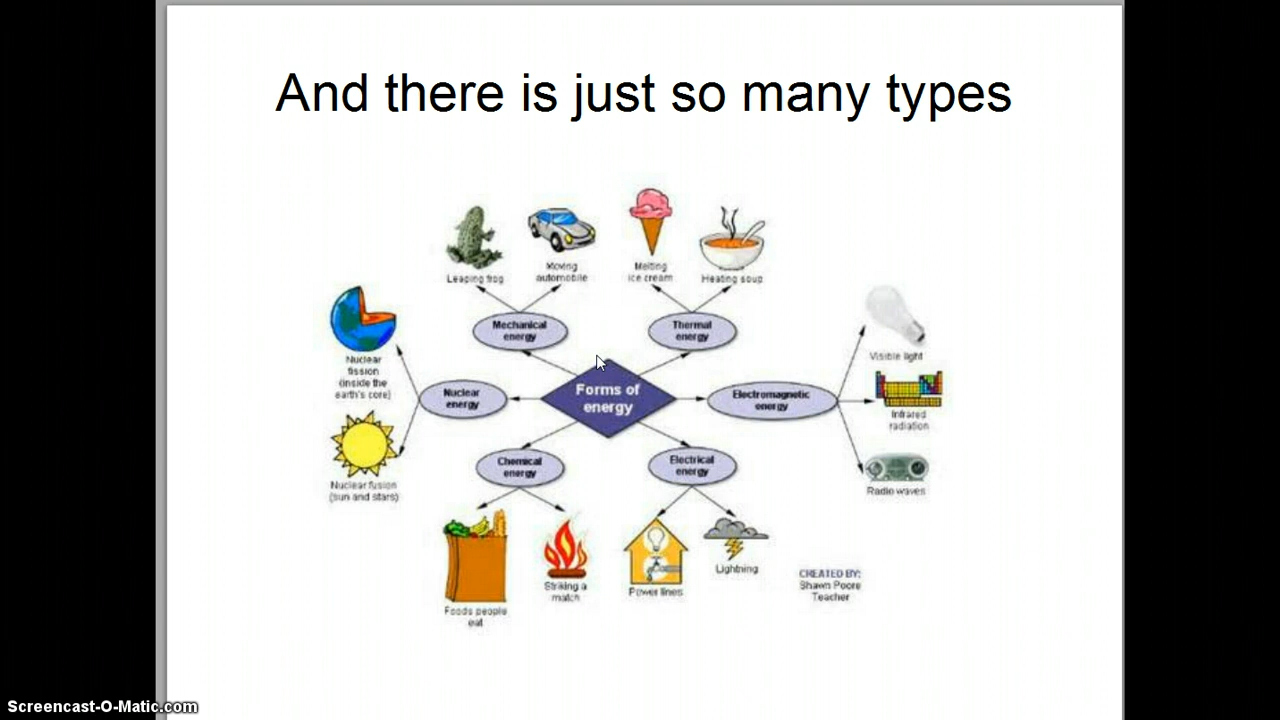 And there is just so many types
Leaping frog
Moving
automobile
Melting
ice cream
Heating soup
Mechanical
energy
Thermal
energy
Nuclear
fission
(inside the
earth's core)
Nuclear
energy
Forms of
energy
Electromagnetic
energy
Visible light
Infrared
radiation
Nuclear fusion
(sun and stars)
Chemical
energy
Electrical
energy
Radio waves
Foods people
eat
Striking a
match
Power lines
Lightning
CREATED BY:
Shawn Poore
Teacher
Screencast-O-Matic.com